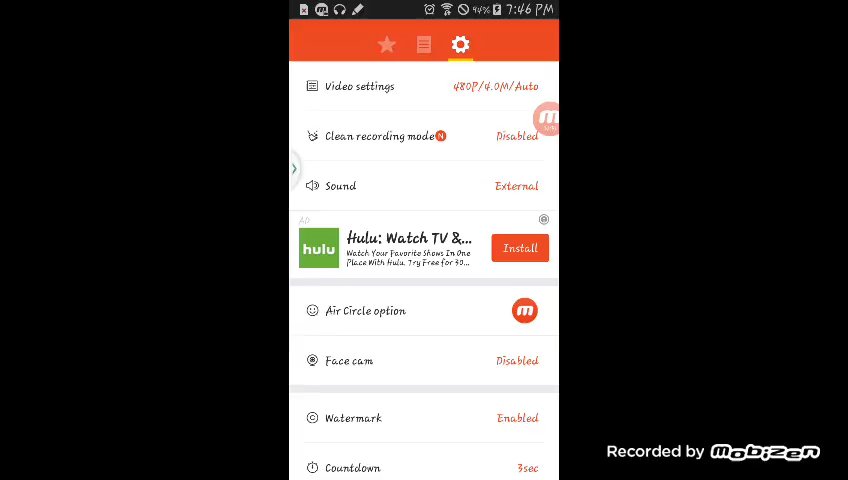 94% 7:46 PM
Video settings 480P/4.0M/Auto
Clean recording mode N Disabled
Sound External
AD
hulu
Hulu: Watch TV &...
Watch Your Favorite Shows In One
Place With Hulu. Try Free for 30...
Install
Air Circle option m
Face cam Disabled
Watermark Enabled
Countdown 3sec
Recorded by mobizen